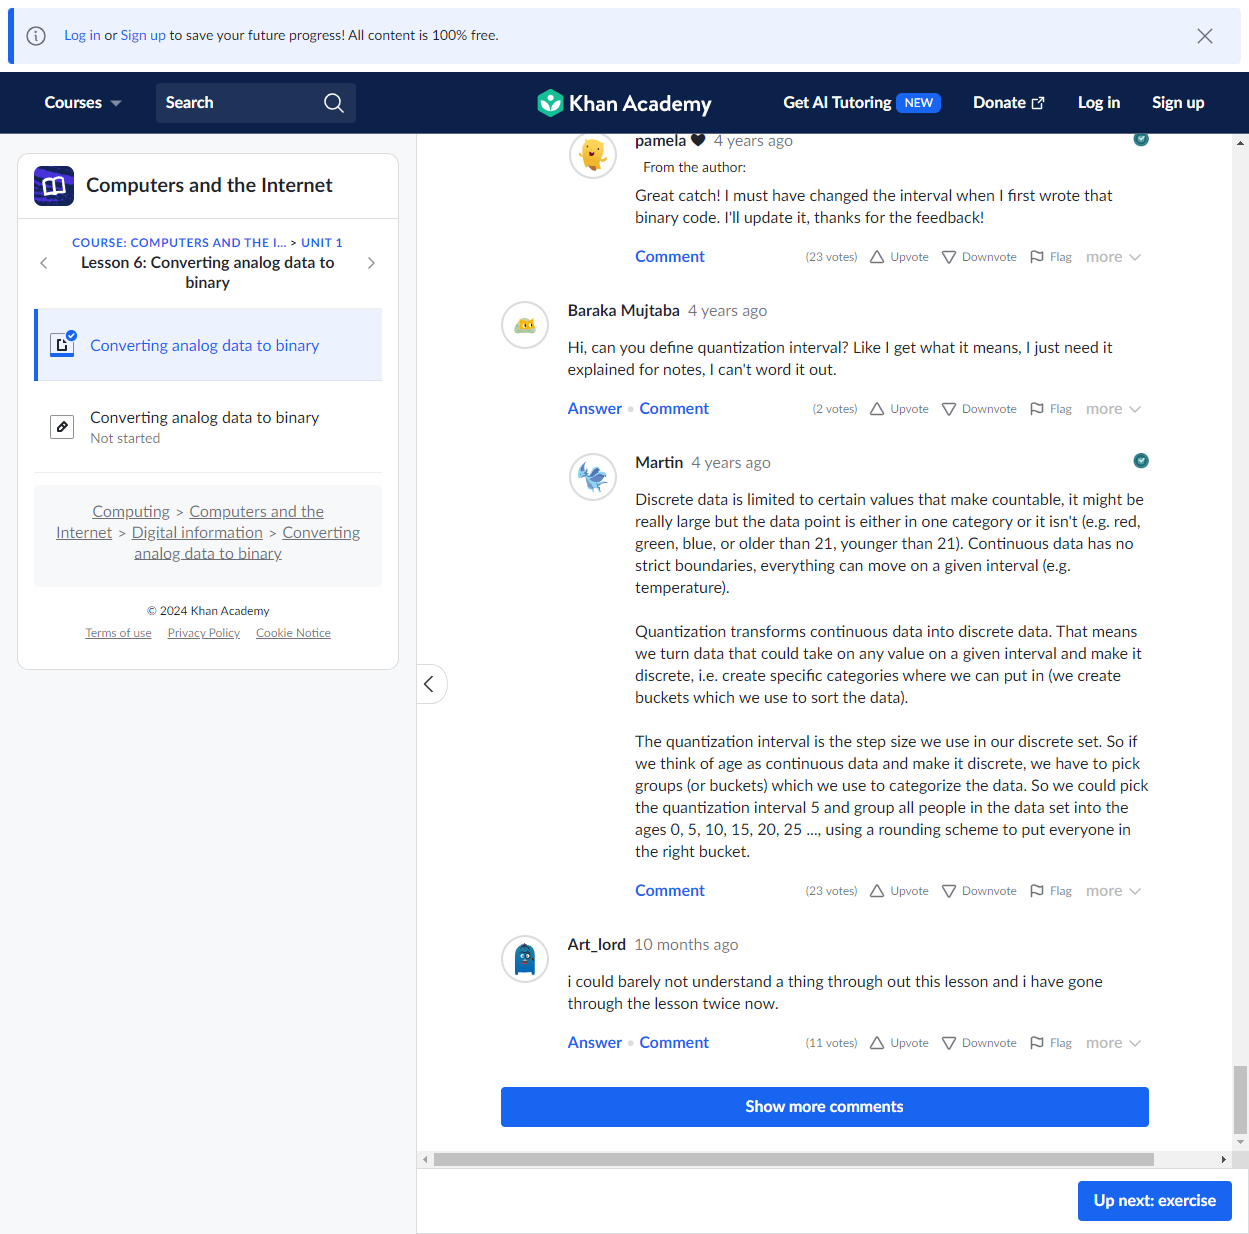 Log in or Sign up to save your future progress! All content is 100% free.
Courses
Search
Khan Academy
Get AI Tutoring NEW
Donate
Log in
Sign up
Computers and the Internet
COURSE: COMPUTERS AND THE I... > UNIT 1
Lesson 6: Converting analog data to
binary
Converting analog data to binary
Converting analog data to binary
Not started
Computing > Computers and the
Internet > Digital information > Converting
analog data to binary
© 2024 Khan Academy
Terms of use Privacy Policy Cookie Notice
pamela 🖤 4 years ago
From the author:
Great catch! I must have changed the interval when I first wrote that
binary code. I'll update it, thanks for the feedback!
Comment (23 votes) Upvote Downvote Flag more
Baraka Mujtaba 4 years ago
Hi, can you define quantization interval? Like I get what it means, I just need it
explained for notes, I can't word it out.
Answer • Comment (2 votes) Upvote Downvote Flag more
Martin 4 years ago
Discrete data is limited to certain values that make countable, it might be
really large but the data point is either in one category or it isn't (e.g. red,
green, blue, or older than 21, younger than 21). Continuous data has no
strict boundaries, everything can move on a given interval (e.g.
temperature).
Quantization transforms continuous data into discrete data. That means
we turn data that could take on any value on a given interval and make it
discrete, i.e. create specific categories where we can put in (we create
buckets which we use to sort the data).
The quantization interval is the step size we use in our discrete set. So if
we think of age as continuous data and make it discrete, we have to pick
groups (or buckets) which we use to categorize the data. So we could pick
the quantization interval 5 and group all people in the data set into the
ages 0, 5, 10, 15, 20, 25 ..., using a rounding scheme to put everyone in
the right bucket.
Comment (23 votes) Upvote Downvote Flag more
Art_lord 10 months ago
i could barely not understand a thing through out this lesson and i have gone
through the lesson twice now.
Answer • Comment (11 votes) Upvote Downvote Flag more
Show more comments
Up next: exercise